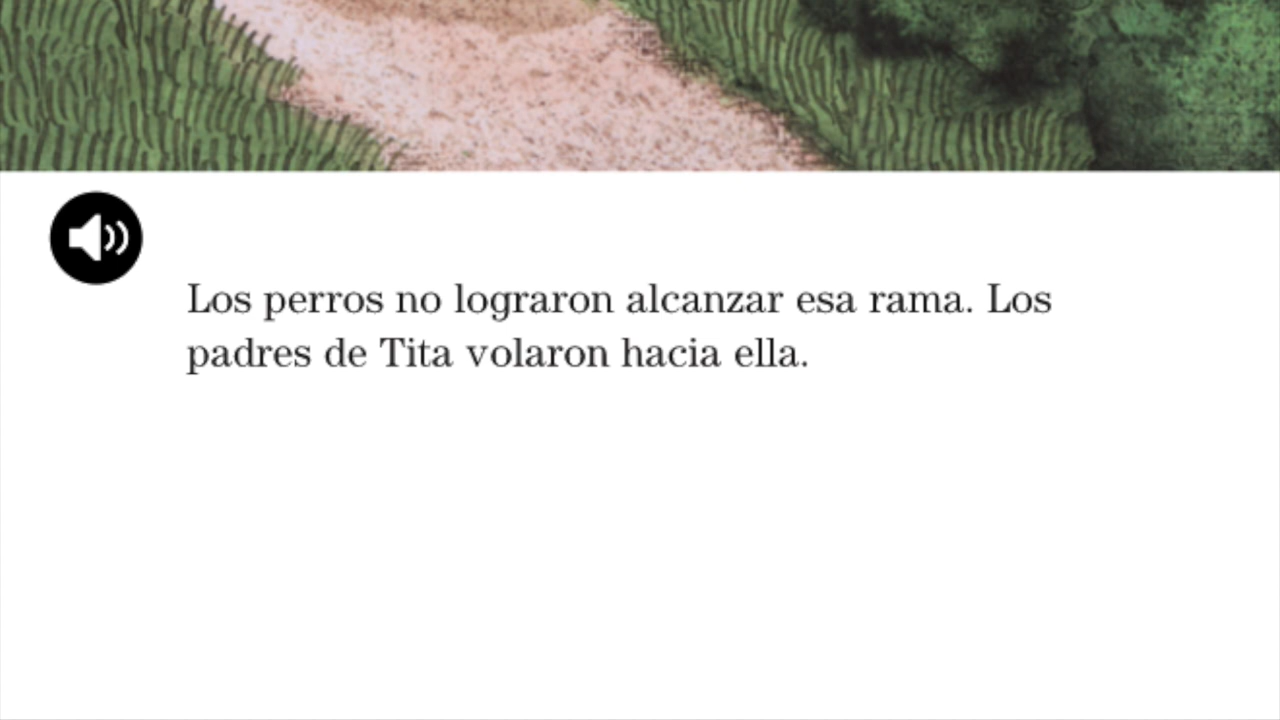 Los perros no lograron alcanzar esa rama. Los
padres de Tita volaron hacia ella.